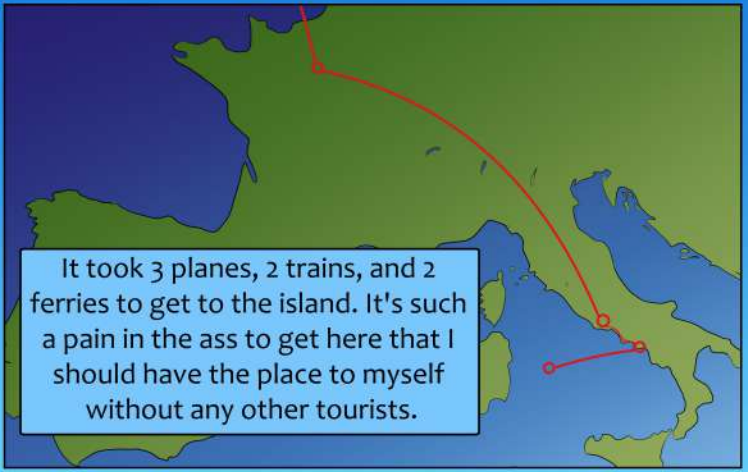 It took 3 planes, 2 trains, and 2
ferries to get to the island. It's such
a pain in the ass to get here that I
should have the place to myself
without any other tourists.